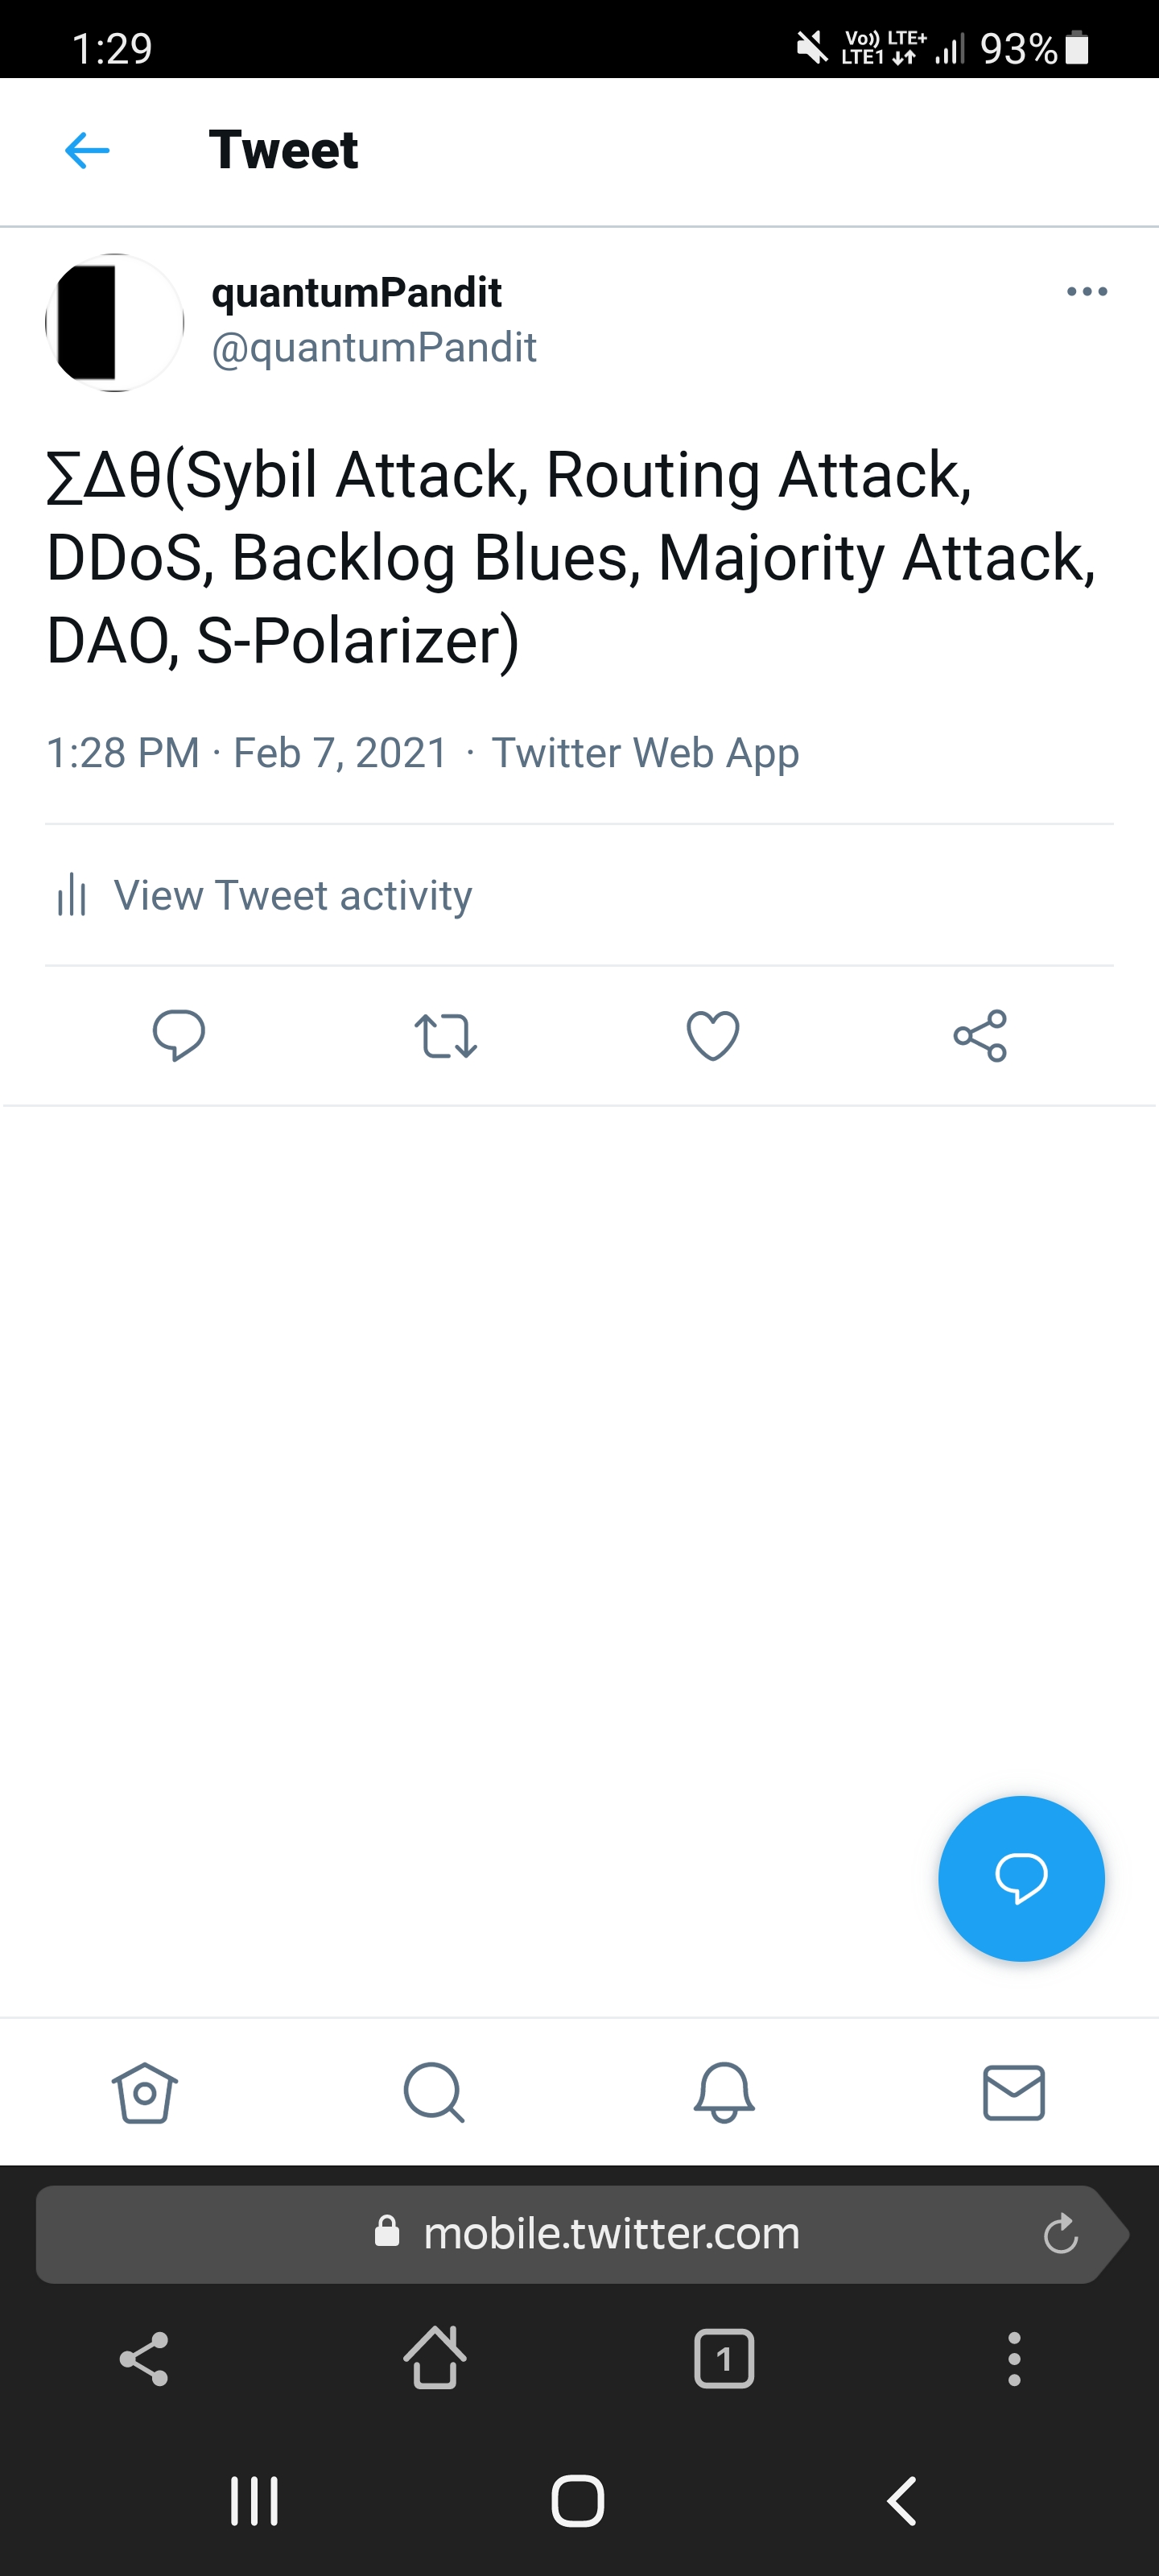 1:29
Vo)) LTE+
LTE1
93%
Tweet
quantumPandit
@quantumPandit
∑Δθ(Sybil Attack, Routing Attack,
DDoS, Backlog Blues, Majority Attack,
DAO, S-Polarizer)
1:28 PM · Feb 7, 2021 · Twitter Web App
View Tweet activity
mobile.twitter.com
1